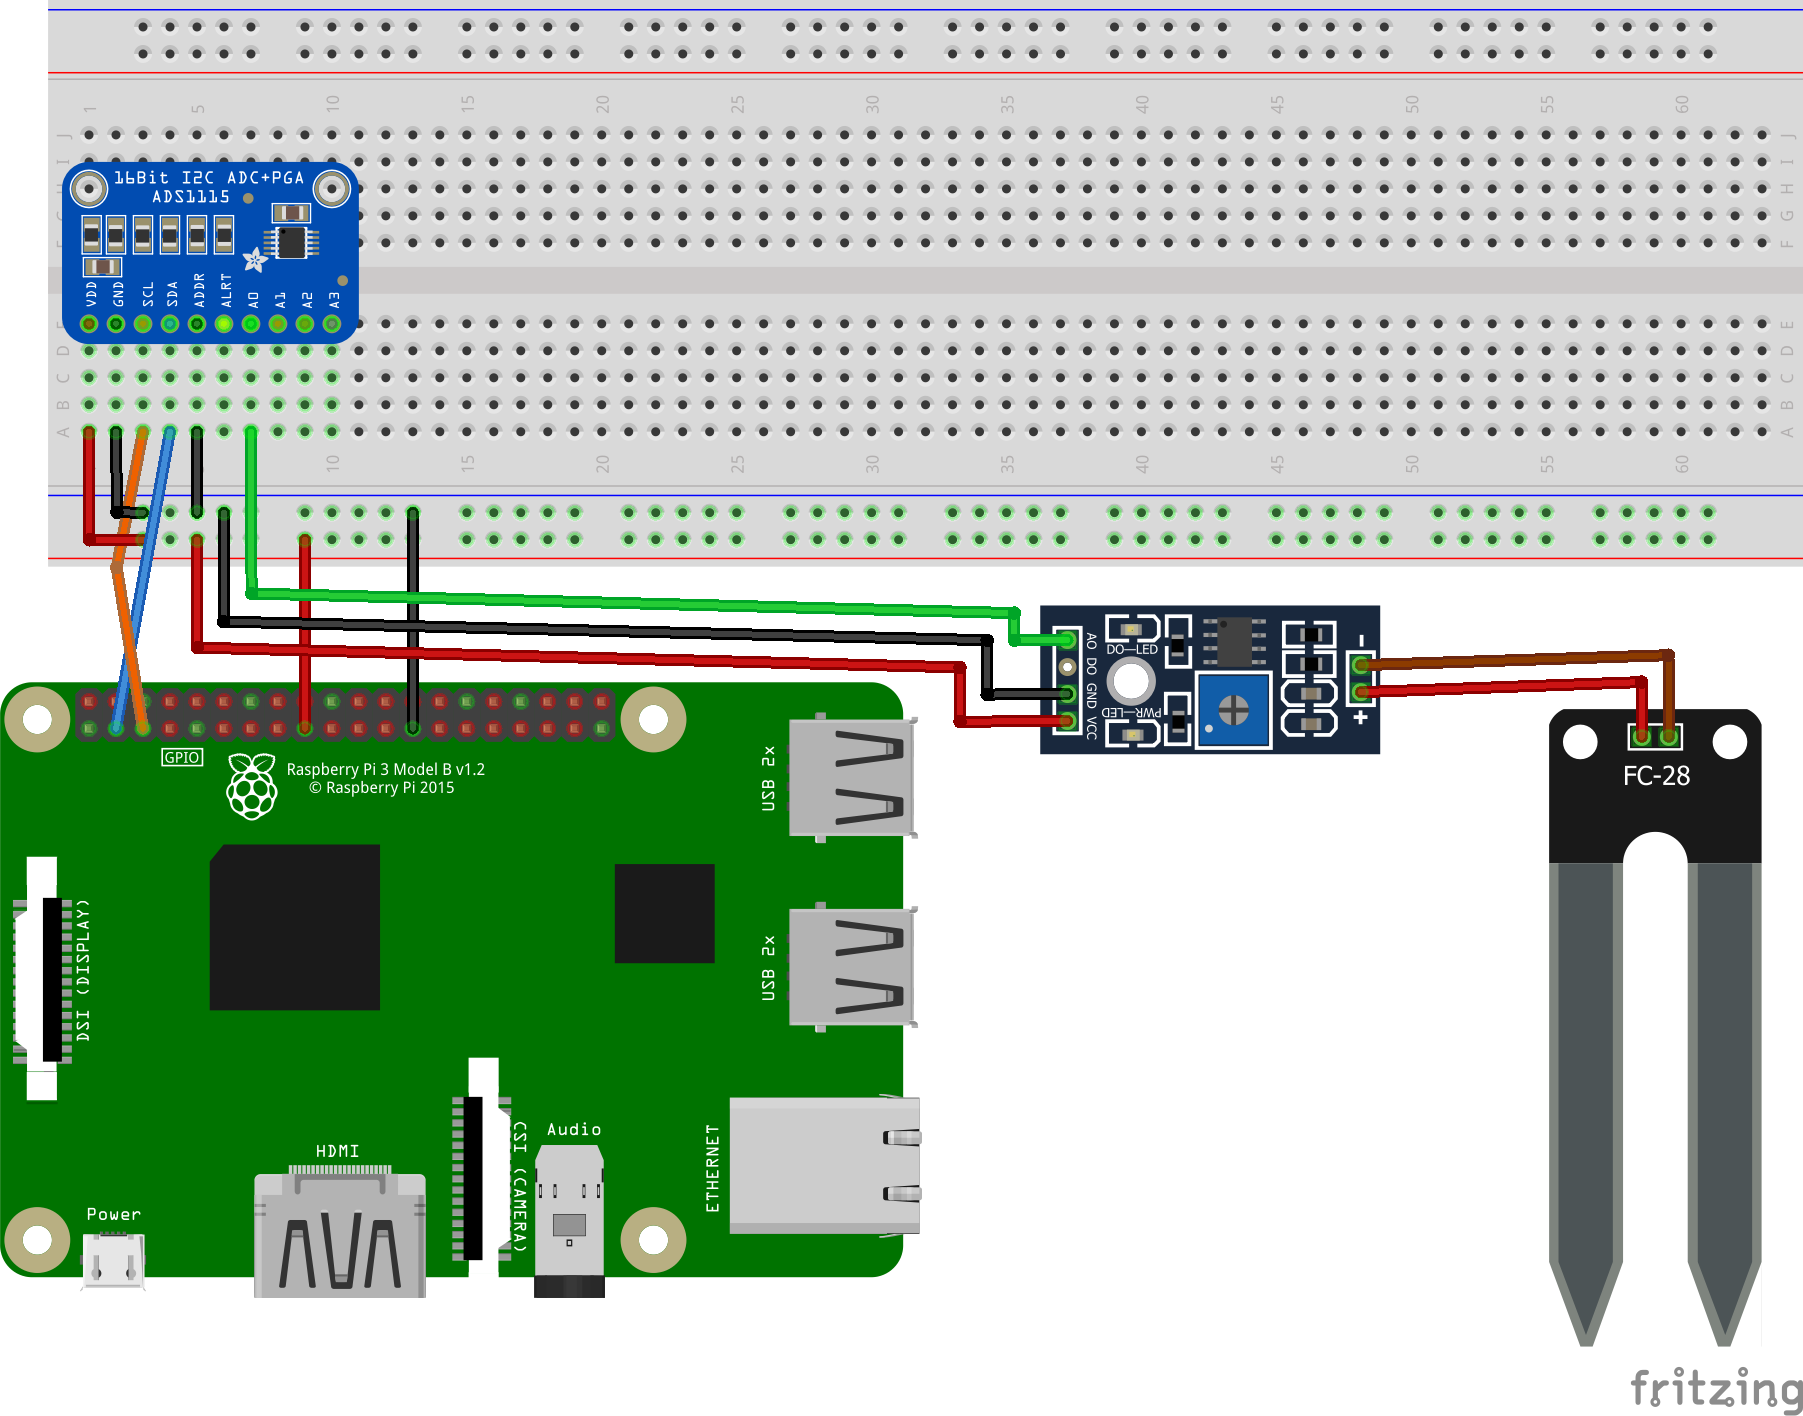 1 5 10 15 20 25 30 35 40 45 50 55 60
J J
I I
H
G
F
16Bit I2C ADC+PGA
ADS1115
VDD GND SCL SDA ADDR ALRT A0 A1 A2 A3
E
D D
C C
B B
A A
10 15 20 25 30 35 40 45 50 55 60
AO DO GND VCC
DO-LED
PWR-LED
-
+
FC-28
GPIO
Raspberry Pi 3 Model B v1.2
© Raspberry Pi 2015
USB 2x
USB 2x
DSI (DISPLAY)
CSI (CAMERA)
Audio
ETHERNET
HDMI
Power
fritzing